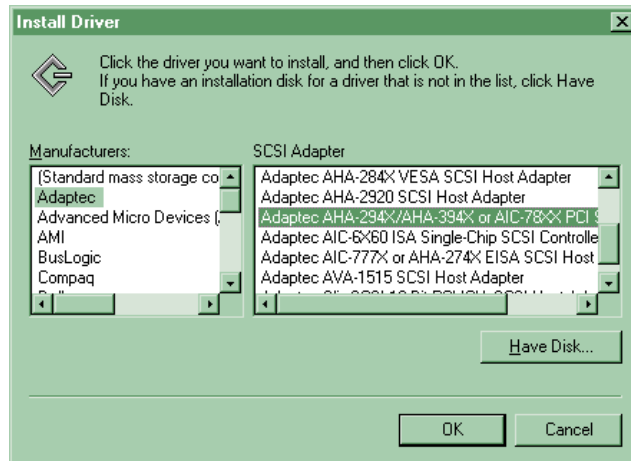 Install Driver
Click the driver you want to install, and then click OK.
If you have an installation disk for a driver that is not in the list, click Have
Disk.
Manufacturers:
(Standard mass storage co
Adaptec
Advanced Micro Devices (
AMI
BusLogic
Compaq
SCSI Adapter
Adaptec AHA-284X VESA SCSI Host Adapter
Adaptec AHA-2920 SCSI Host Adapter
Adaptec AHA-294X/AHA-394X or AIC-78XX PCI S
Adaptec AIC-6X60 ISA Single-Chip SCSI Controlle
Adaptec AIC-777X or AHA-274X EISA SCSI Host
Adaptec AVA-1515 SCSI Host Adapter
Have Disk...
OK
Cancel